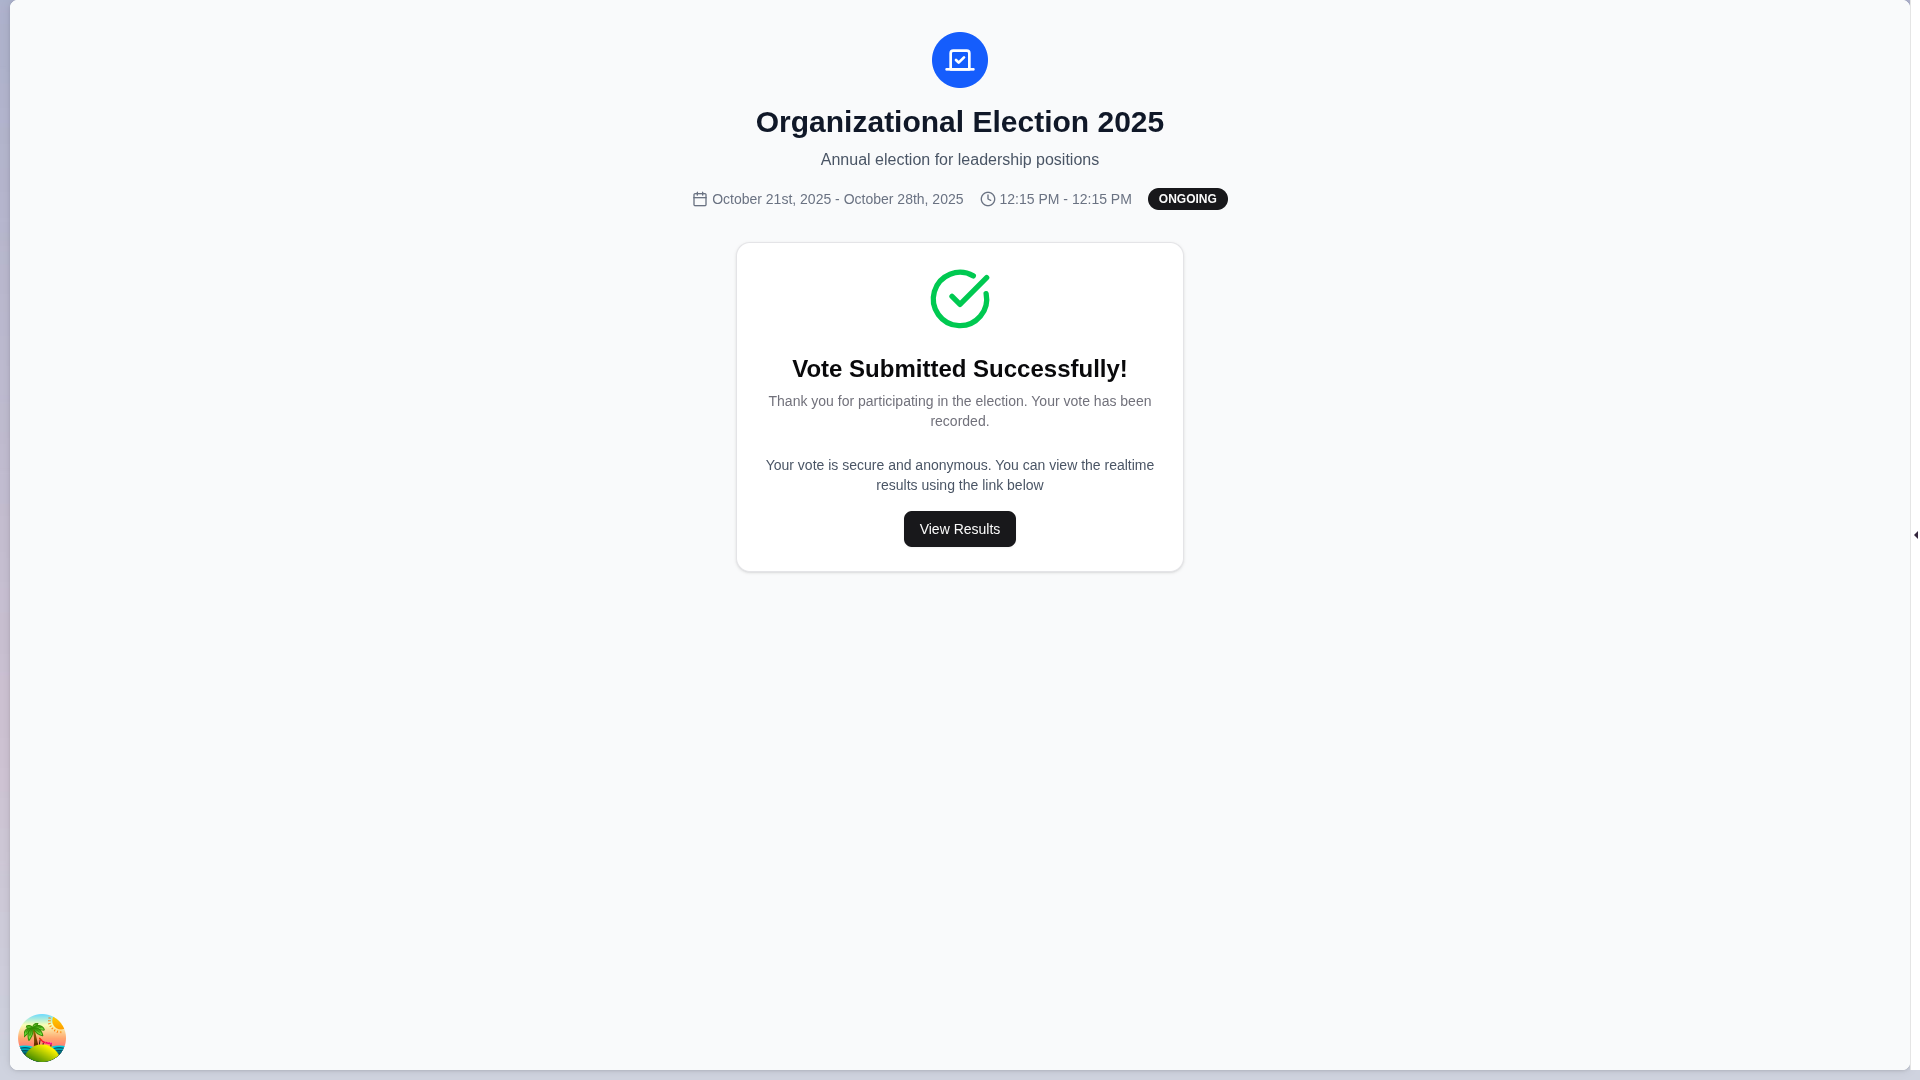 Organizational Election 2025
Annual election for leadership positions
October 21st, 2025 - October 28th, 2025 12:15 PM - 12:15 PM ONGOING
Vote Submitted Successfully!
Thank you for participating in the election. Your vote has been
recorded.
Your vote is secure and anonymous. You can view the realtime
results using the link below
View Results